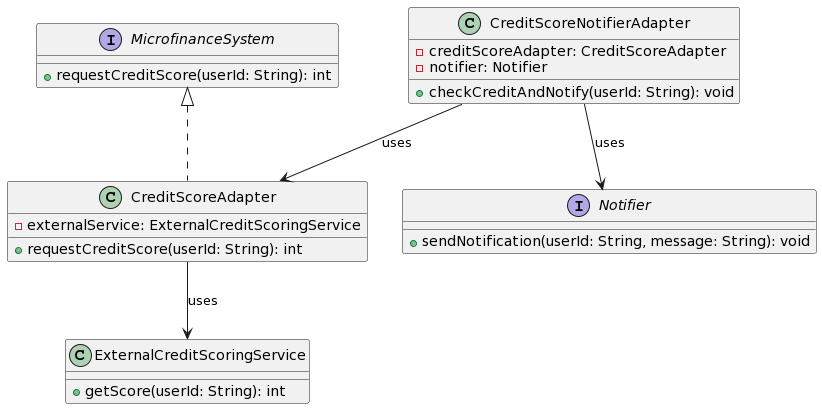 I MicrofinanceSystem
requestCreditScore(userId: String): int
C CreditScoreNotifierAdapter
creditScoreAdapter: CreditScoreAdapter
notifier: Notifier
checkCreditAndNotify(userId: String): void
uses
uses
C CreditScoreAdapter
externalService: ExternalCreditScoringService
requestCreditScore(userId: String): int
I Notifier
sendNotification(userId: String, message: String): void
uses
C ExternalCreditScoringService
getScore(userId: String): int